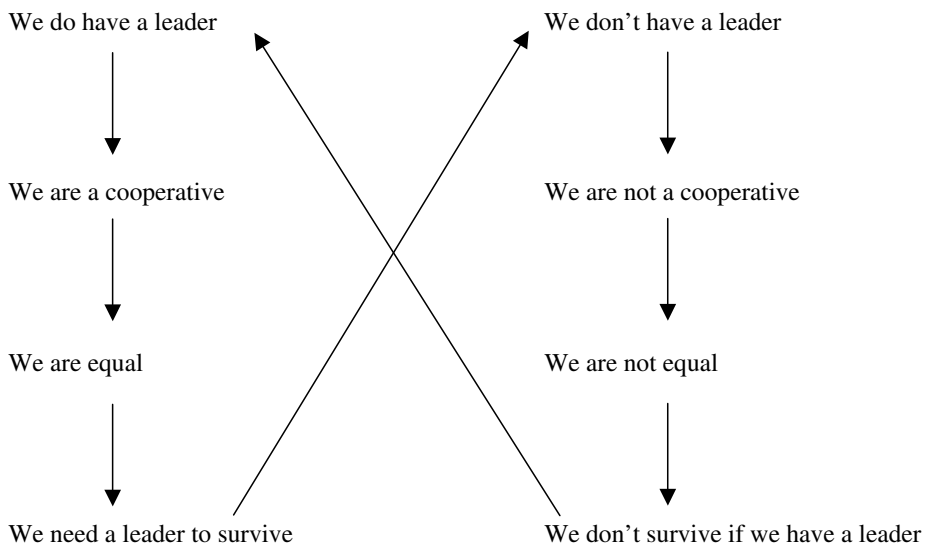 We do have a leader
We don’t have a leader
We are a cooperative
We are not a cooperative
We are equal
We are not equal
We need a leader to survive
We don’t survive if we have a leader